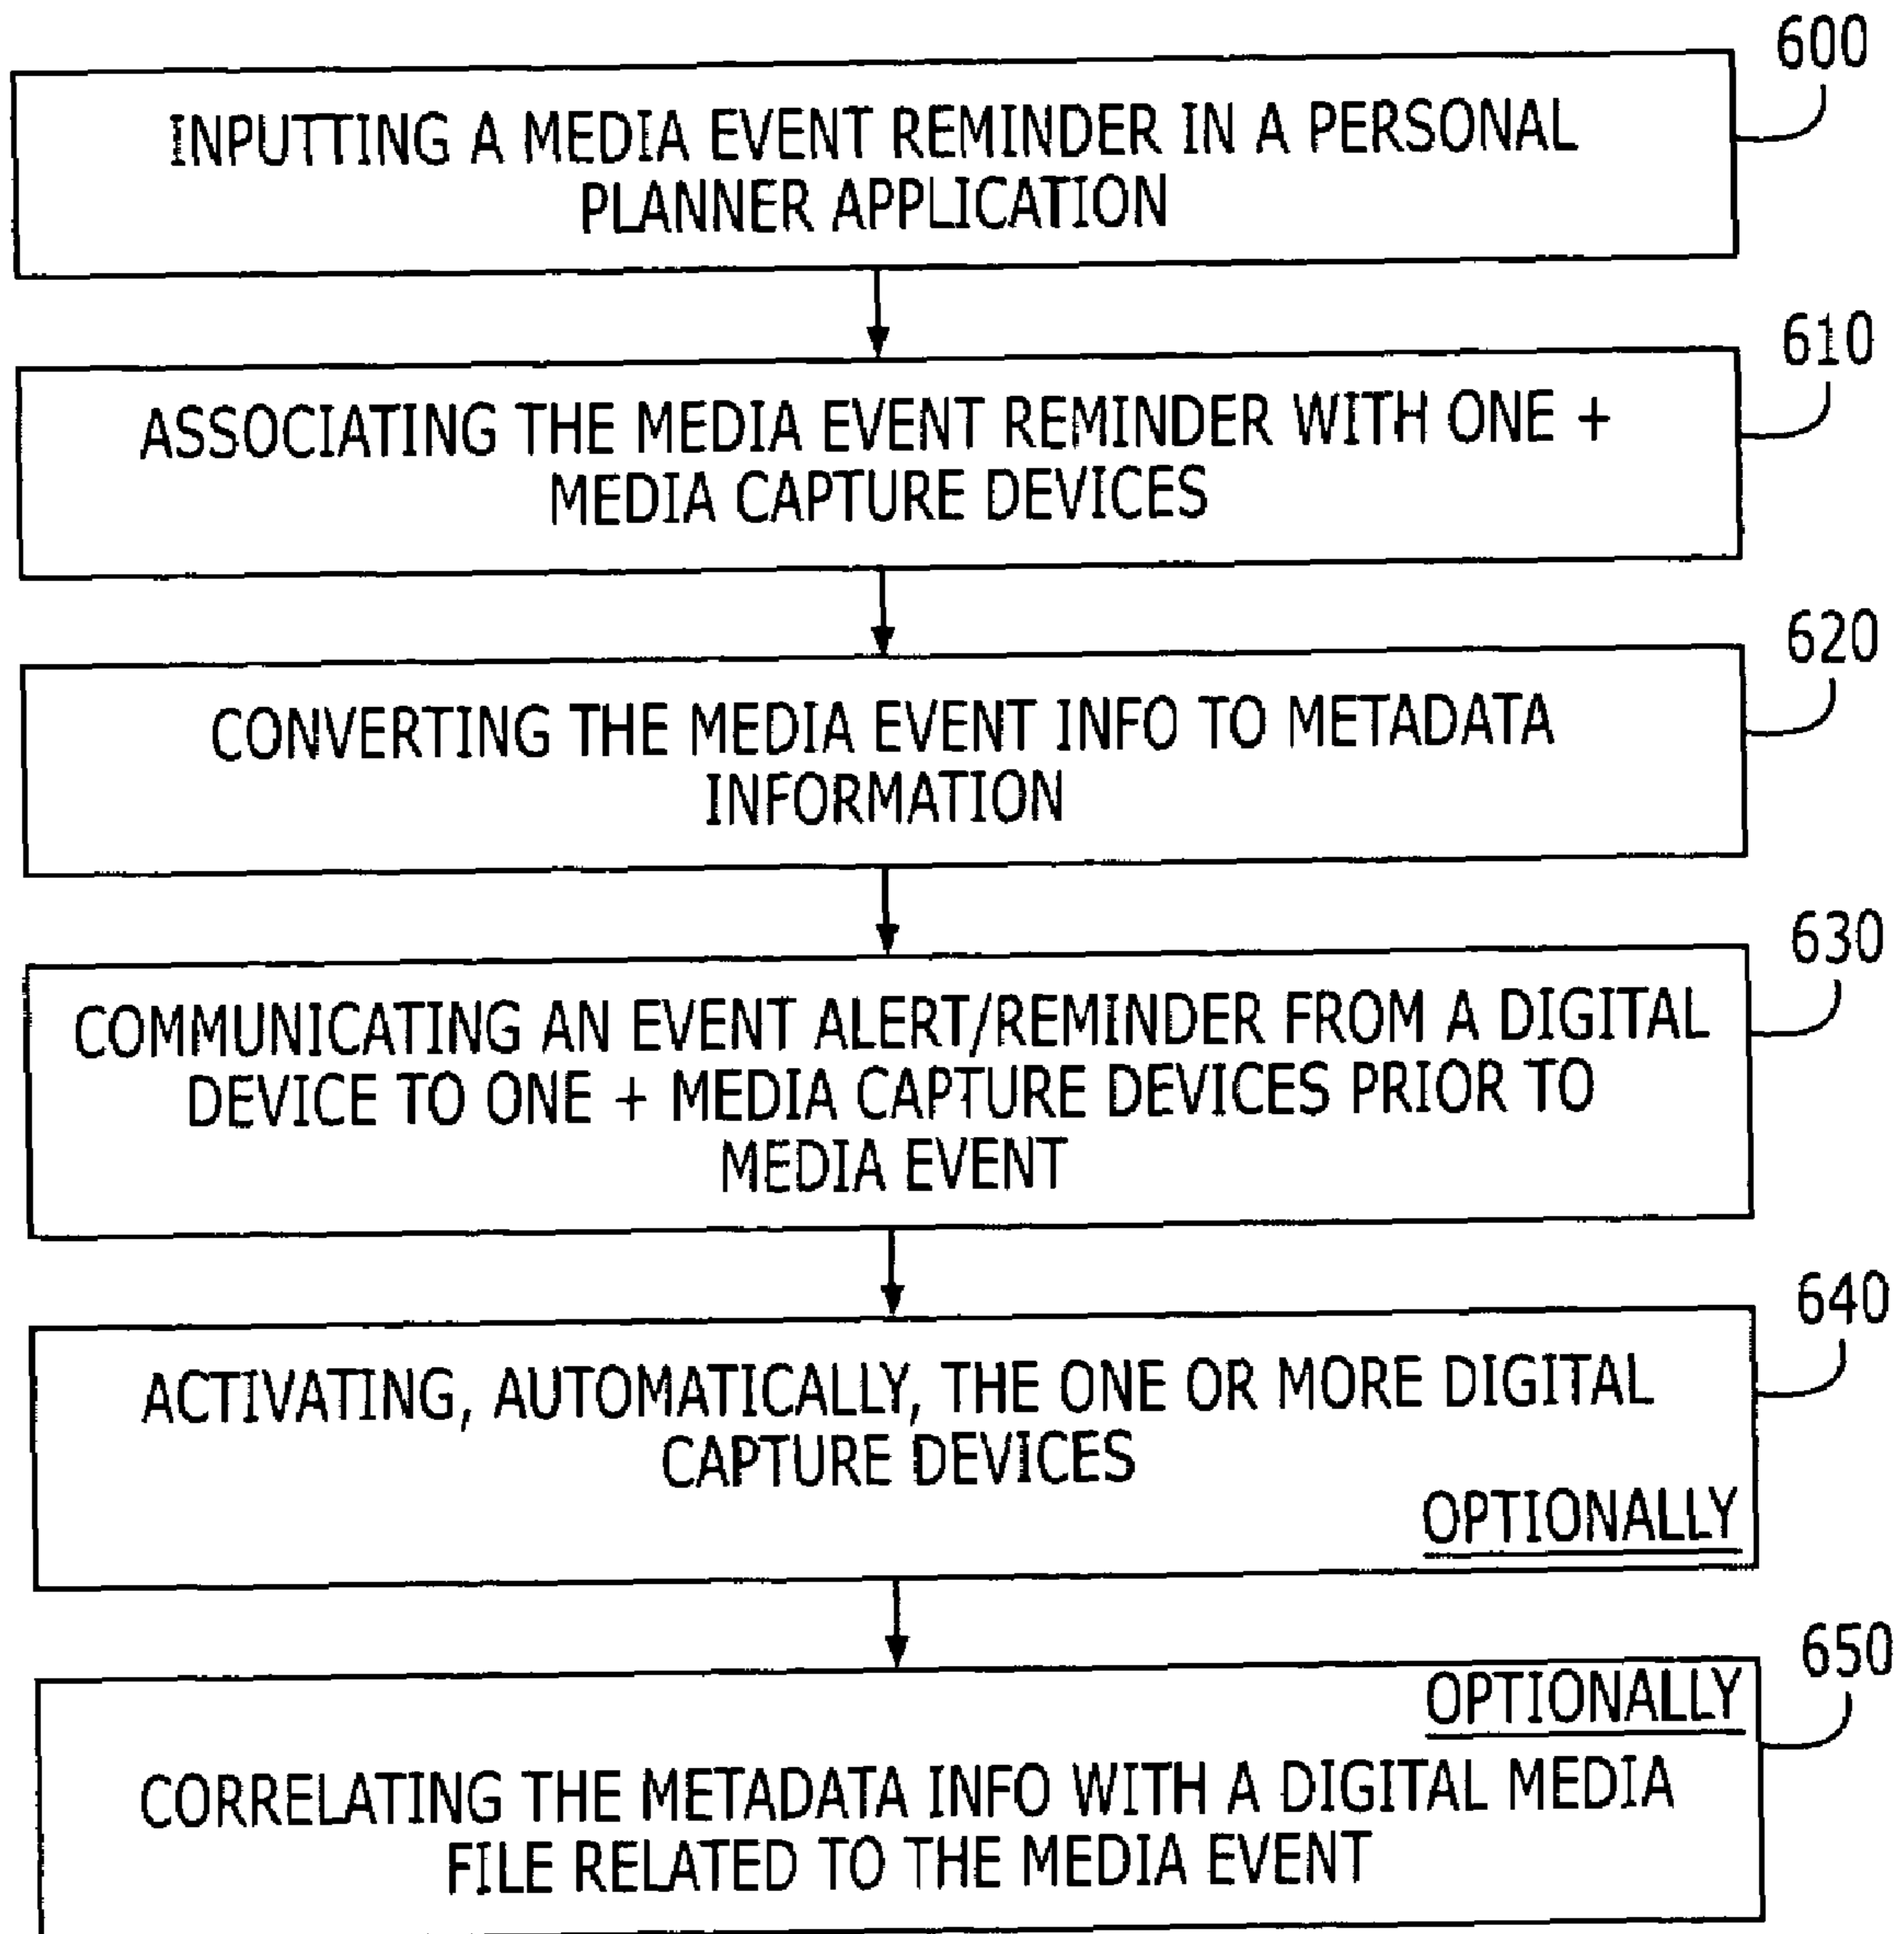 600
INPUTTING A MEDIA EVENT REMINDER IN A PERSONAL
PLANNER APPLICATION
610
ASSOCIATING THE MEDIA EVENT REMINDER WITH ONE +
MEDIA CAPTURE DEVICES
620
CONVERTING THE MEDIA EVENT INFO TO METADATA
INFORMATION
630
COMMUNICATING AN EVENT ALERT/REMINDER FROM A DIGITAL
DEVICE TO ONE + MEDIA CAPTURE DEVICES PRIOR TO
MEDIA EVENT
640
ACTIVATING, AUTOMATICALLY, THE ONE OR MORE DIGITAL
CAPTURE DEVICES
OPTIONALLY
650
OPTIONALLY
CORRELATING THE METADATA INFO WITH A DIGITAL MEDIA
FILE RELATED TO THE MEDIA EVENT